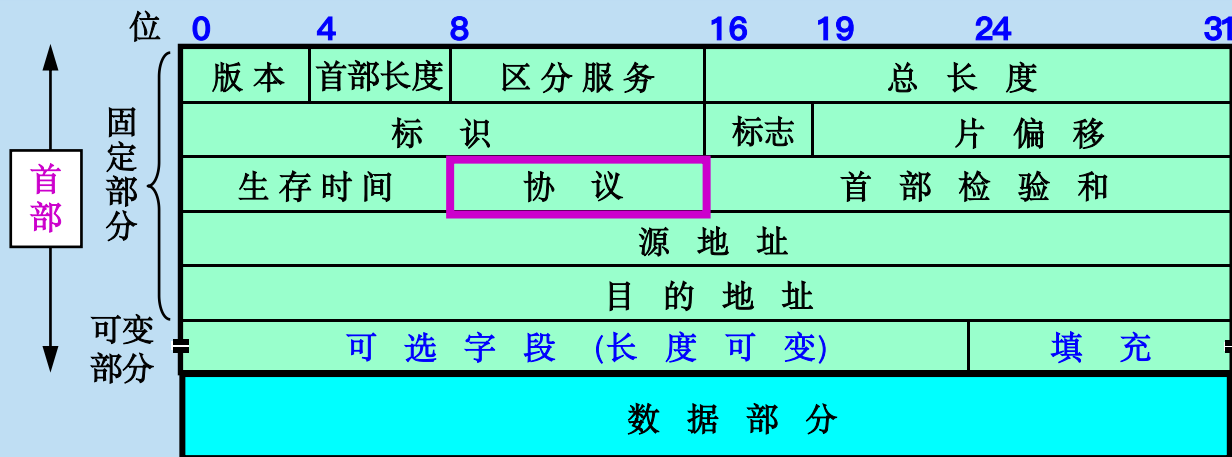 位 0 4 8 16 19 24 31
版本 首部长度 区分服务 总长度
标识 标志 片偏移
生存时间 协议 首部检验和
源地址
目的地址
可选字段 (长度可变) 填充
数据部分
首部
固定部分
可变部分